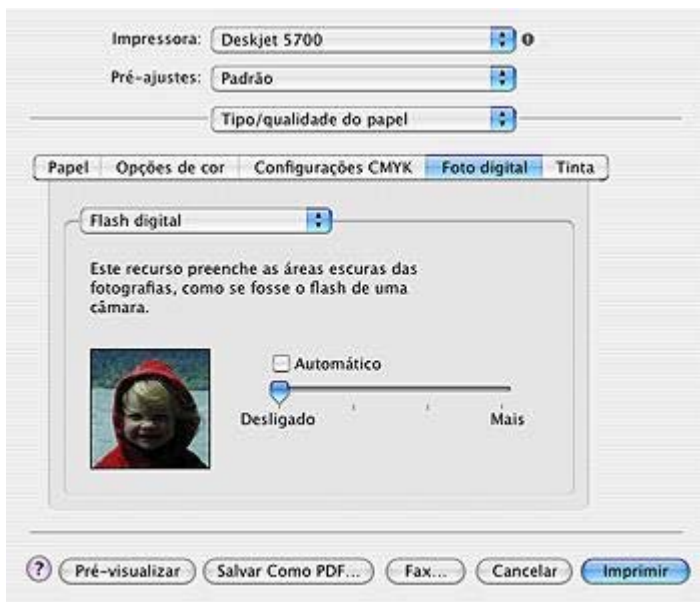 Impressora: Deskjet 5700
Pré-ajustes: Padrão
Tipo/qualidade do papel
Papel Opções de cor Configurações CMYK Foto digital Tinta
Flash digital
Este recurso preenche as áreas escuras das
fotografias, como se fosse o flash de uma
câmara.
Automático
Desligado Mais
? Pré-visualizar Salvar Como PDF... Fax... Cancelar Imprimir